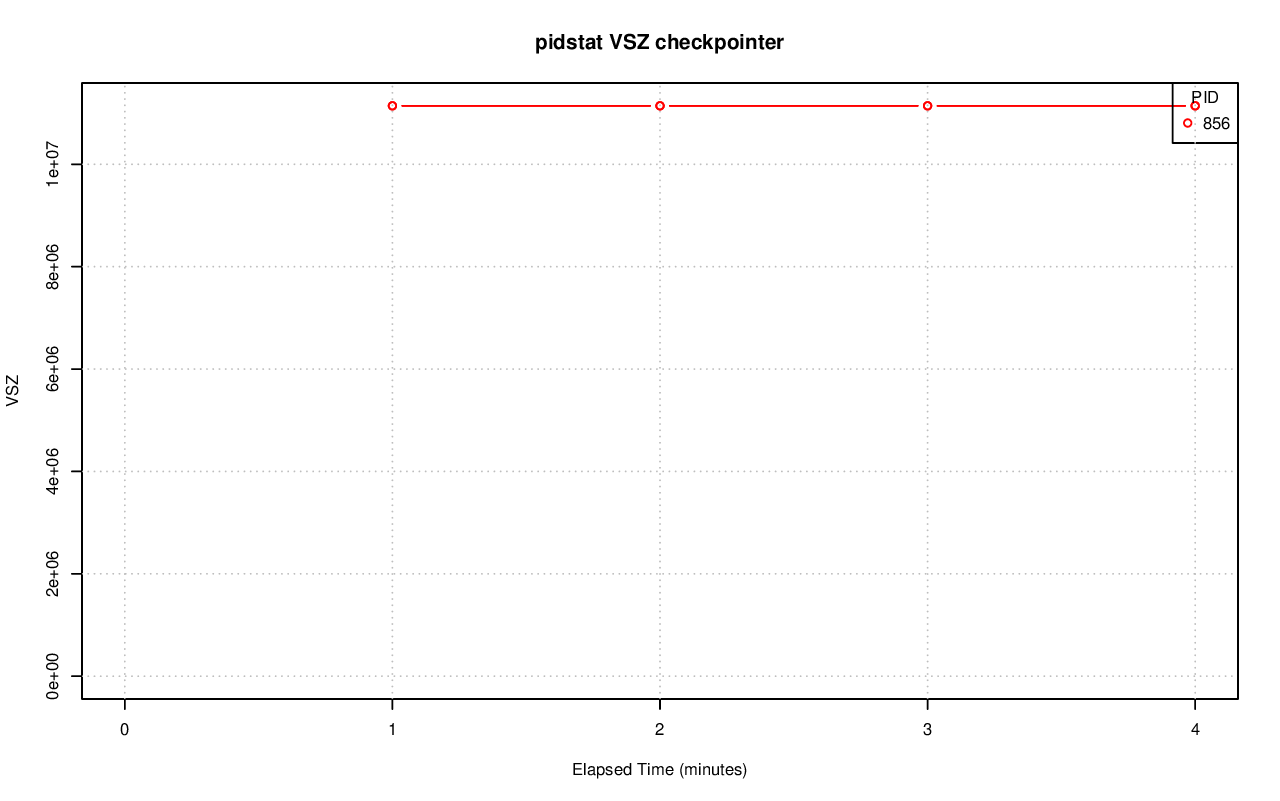 pidstat VSZ checkpointer
PID
856
1e+07
8e+06
6e+06
4e+06
2e+06
0e+00
VSZ
0 1 2 3 4
Elapsed Time (minutes)